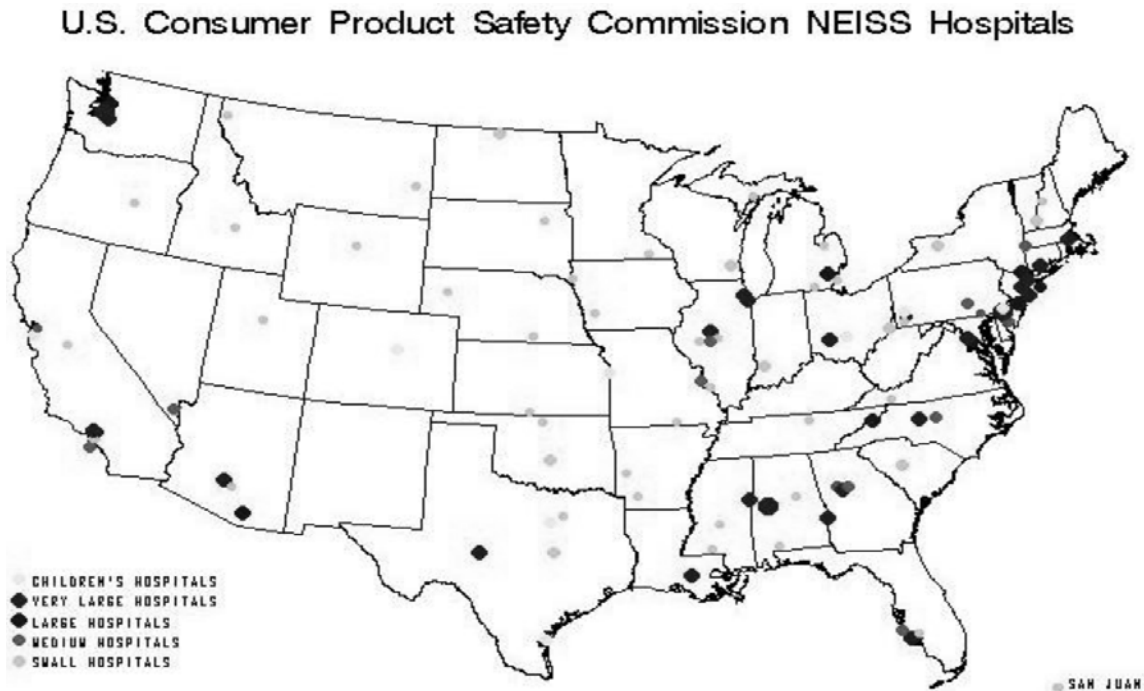 U.S. Consumer Product Safety Commission NEISS Hospitals
CHILDREN'S HOSPITALS
VERY LARGE HOSPITALS
LARGE HOSPITALS
MEDIUM HOSPITALS
SMALL HOSPITALS
SAN JUAN